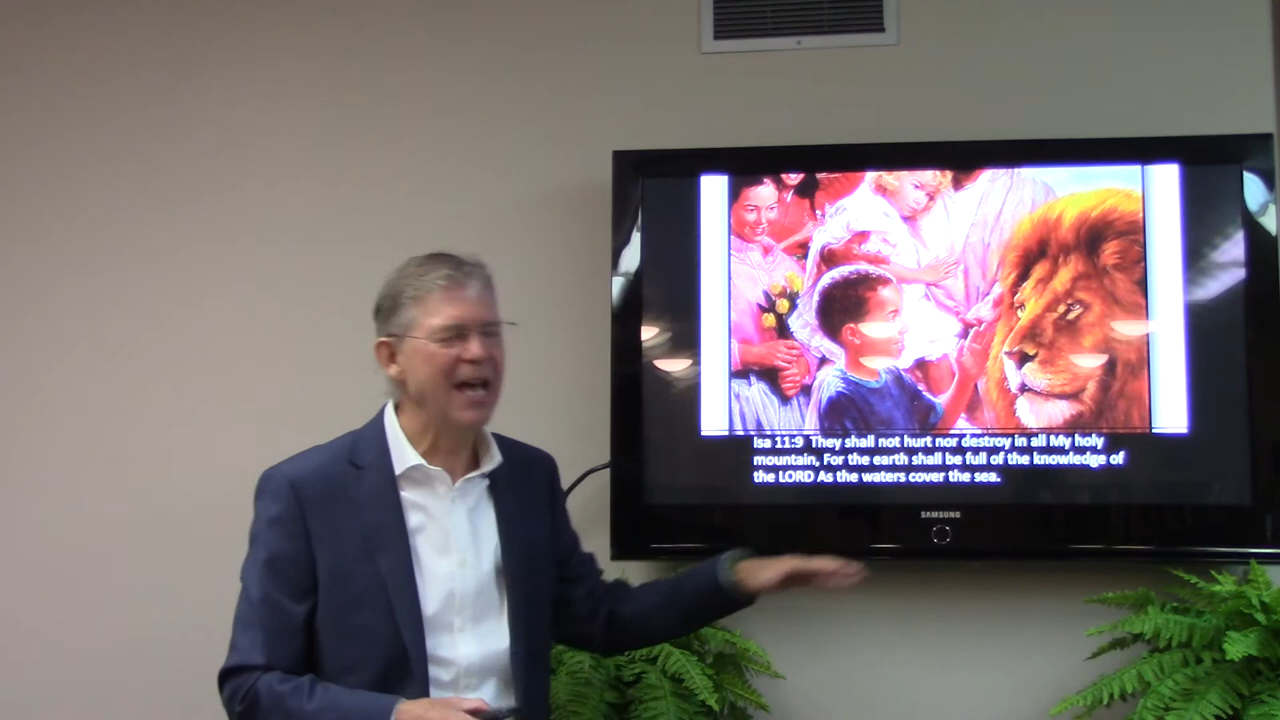 Isa 11:9 They shall not hurt nor destroy in all My holy
mountain, For the earth shall be full of the knowledge of
the LORD As the waters cover the sea.
SAMSUNG